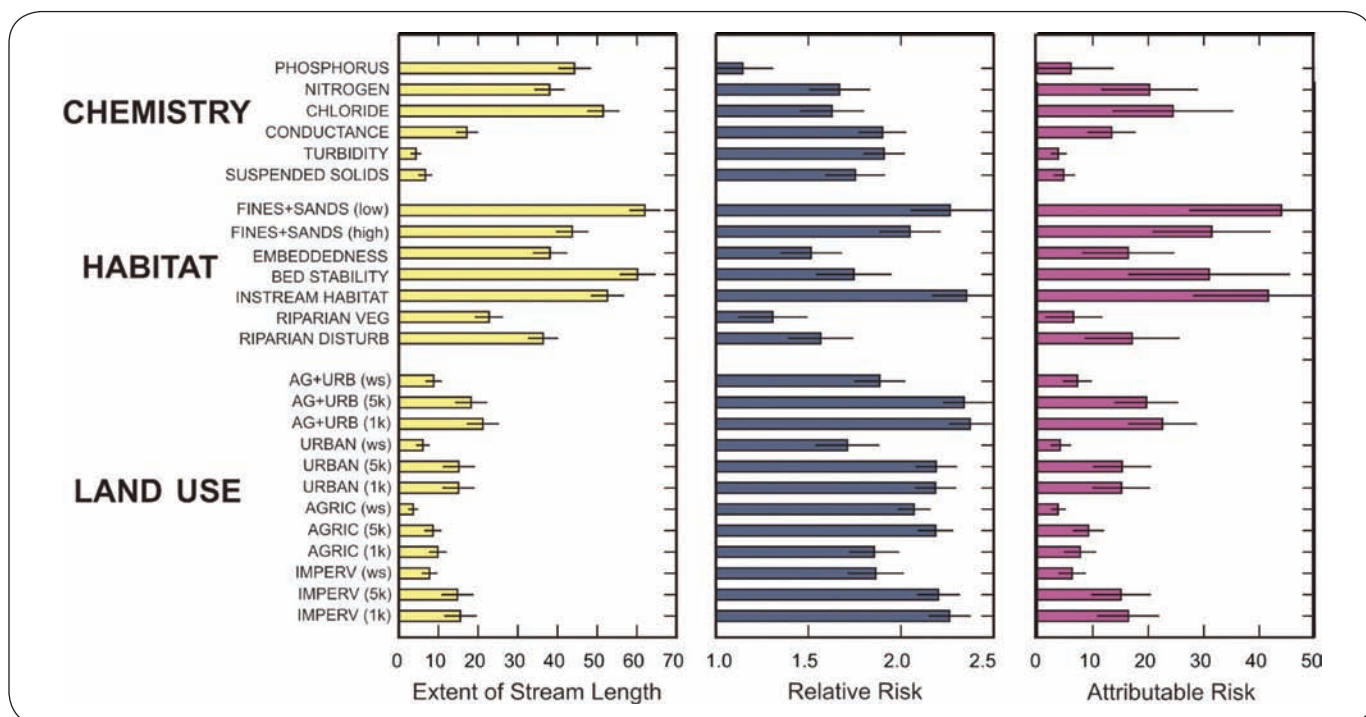 CHEMISTRY
PHOSPHORUS
NITROGEN
CHLORIDE
CONDUCTANCE
TURBIDITY
SUSPENDED SOLIDS
HABITAT
FINES+SANDS (low)
FINES+SANDS (high)
EMBEDDEDNESS
BED STABILITY
INSTREAM HABITAT
RIPARIAN VEG
RIPARIAN DISTURB
LAND USE
AG+URB (ws)
AG+URB (5k)
AG+URB (1k)
URBAN (ws)
URBAN (5k)
URBAN (1k)
AGRIC (ws)
AGRIC (5k)
AGRIC (1k)
IMPERV (ws)
IMPERV (5k)
IMPERV (1k)
0 10 20 30 40 50 60 70
Extent of Stream Length
1.0 1.5 2.0 2.5
Relative Risk
0 10 20 30 40 50
Attributable Risk